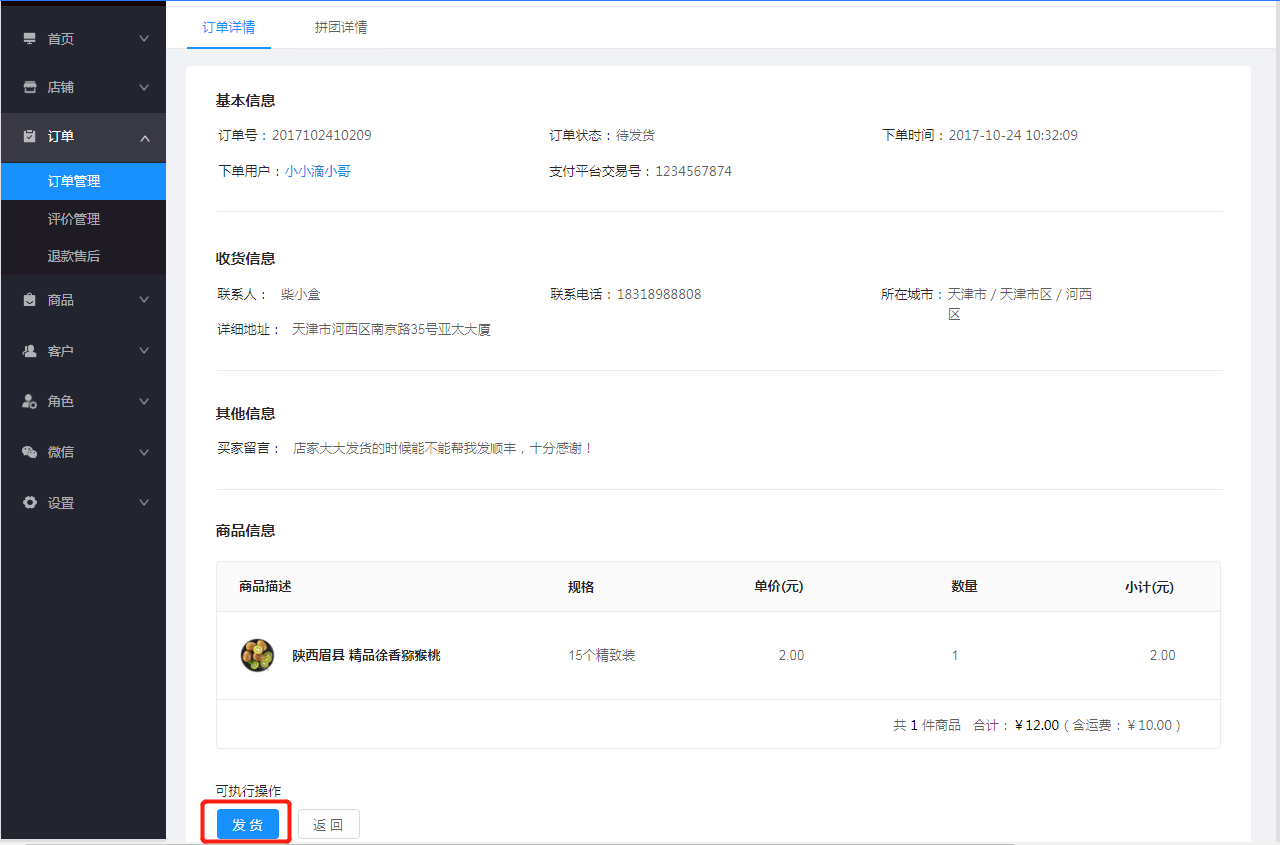 首页
店铺
订单
订单管理
评价管理
退款售后
商品
客户
角色
微信
设置
订单详情 拼团详情
基本信息
订单号：2017102410209 订单状态：待发货 下单时间：2017-10-24 10:32:09
下单用户：小小滴小哥 支付平台交易号：1234567874
收货信息
联系人： 柴小盒 联系电话：18318988808 所在城市：天津市 / 天津市区 / 河西
区
详细地址： 天津市河西区南京路35号亚太大厦
其他信息
买家留言： 店家大大发货的时候能不能帮我发顺丰，十分感谢！
商品信息
商品描述 规格 单价(元) 数量 小计(元)
陕西眉县 精品徐香猕猴桃 15个精致装 2.00 1 2.00
共 1 件商品 合计：￥12.00（含运费：￥10.00）
可执行操作
发 货 返 回